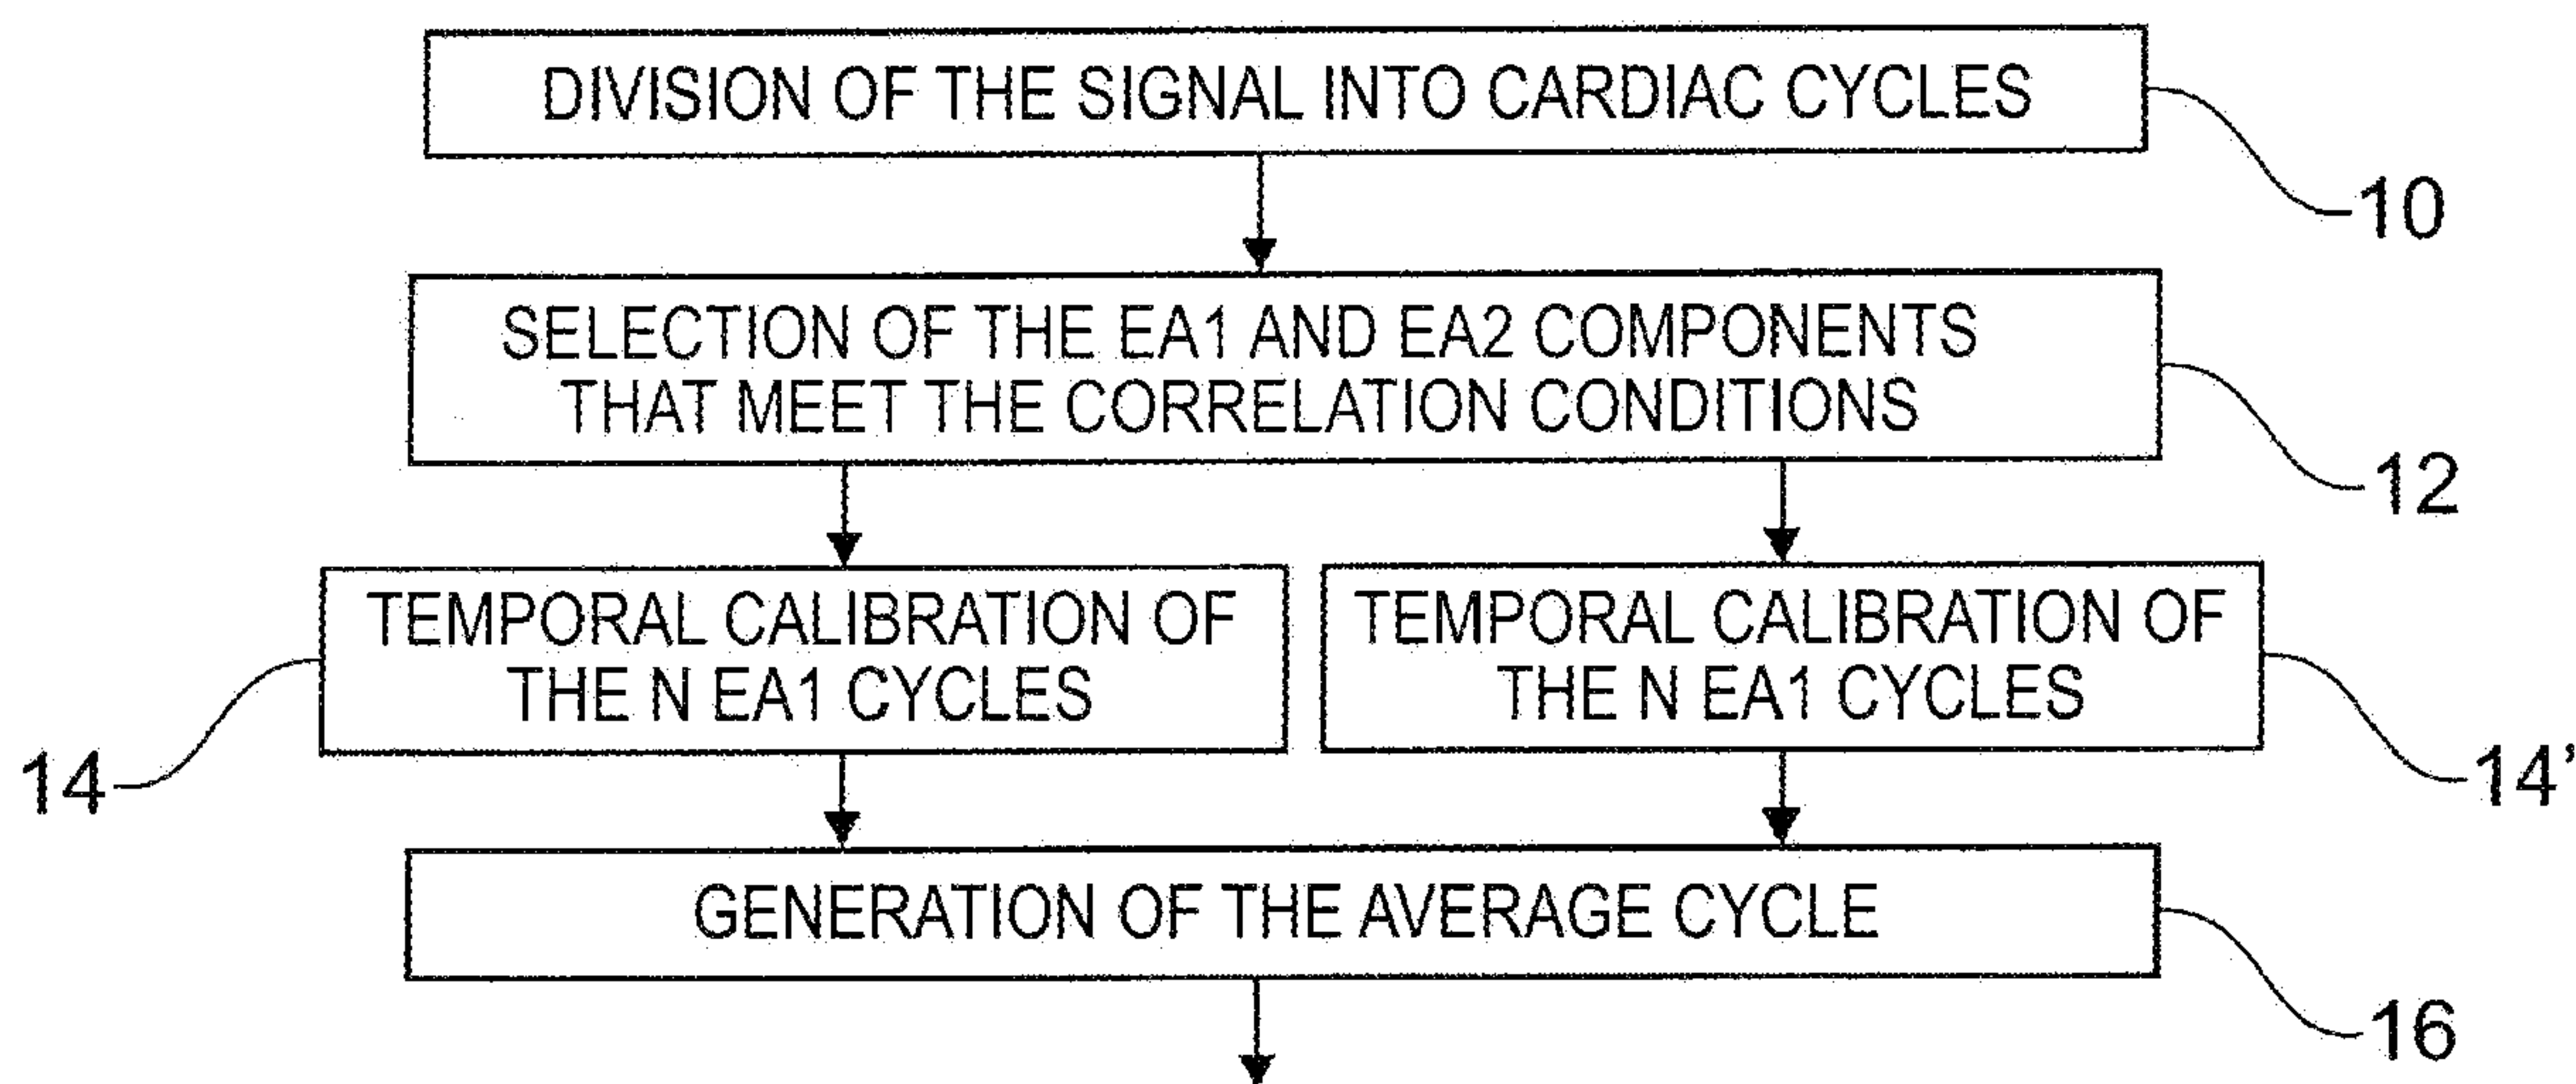 DIVISION OF THE SIGNAL INTO CARDIAC CYCLES
10
SELECTION OF THE EA1 AND EA2 COMPONENTS
THAT MEET THE CORRELATION CONDITIONS
12
TEMPORAL CALIBRATION OF
THE N EA1 CYCLES
14
TEMPORAL CALIBRATION OF
THE N EA1 CYCLES
14'
GENERATION OF THE AVERAGE CYCLE
16